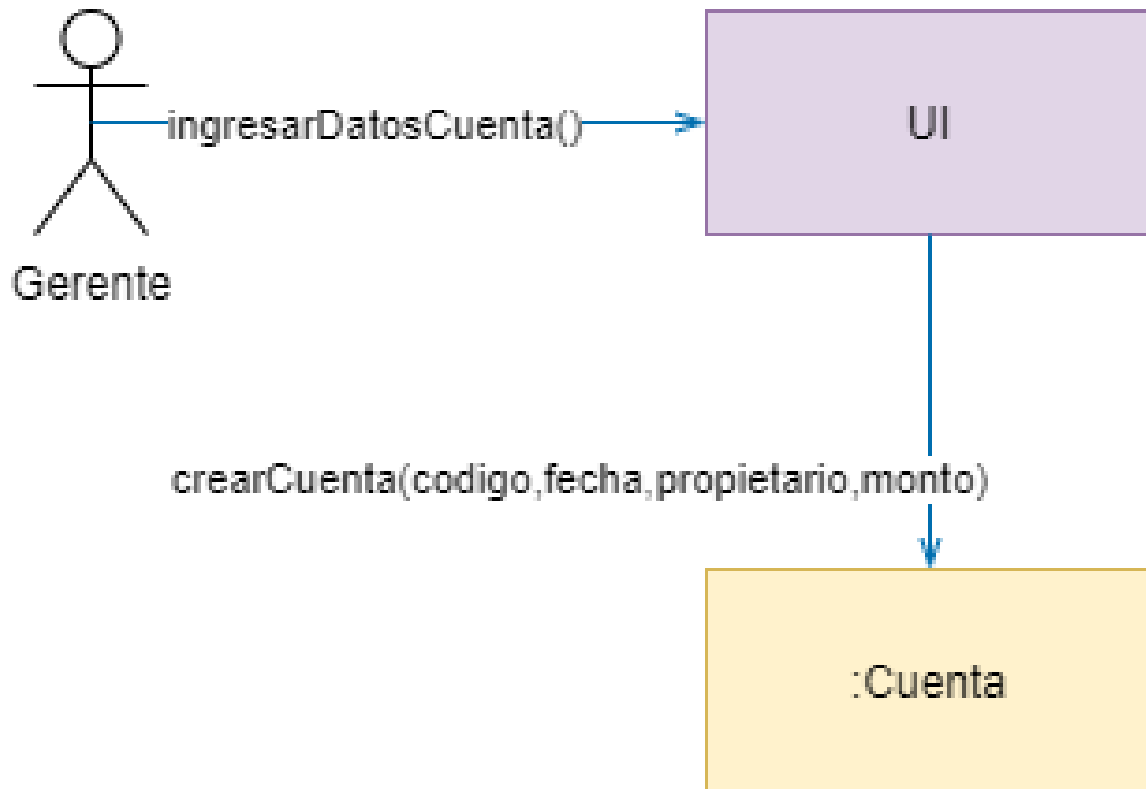 ingresarDatosCuenta()
UI
Gerente
crearCuenta(codigo,fecha,propietario,monto)
:Cuenta